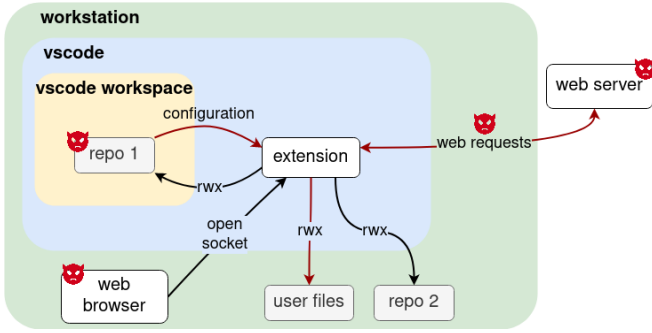 workstation
vscode
vscode workspace
configuration
repo 1
extension
web server
web requests
rwx
open
socket
rwx
rwx
web
browser
user files
repo 2